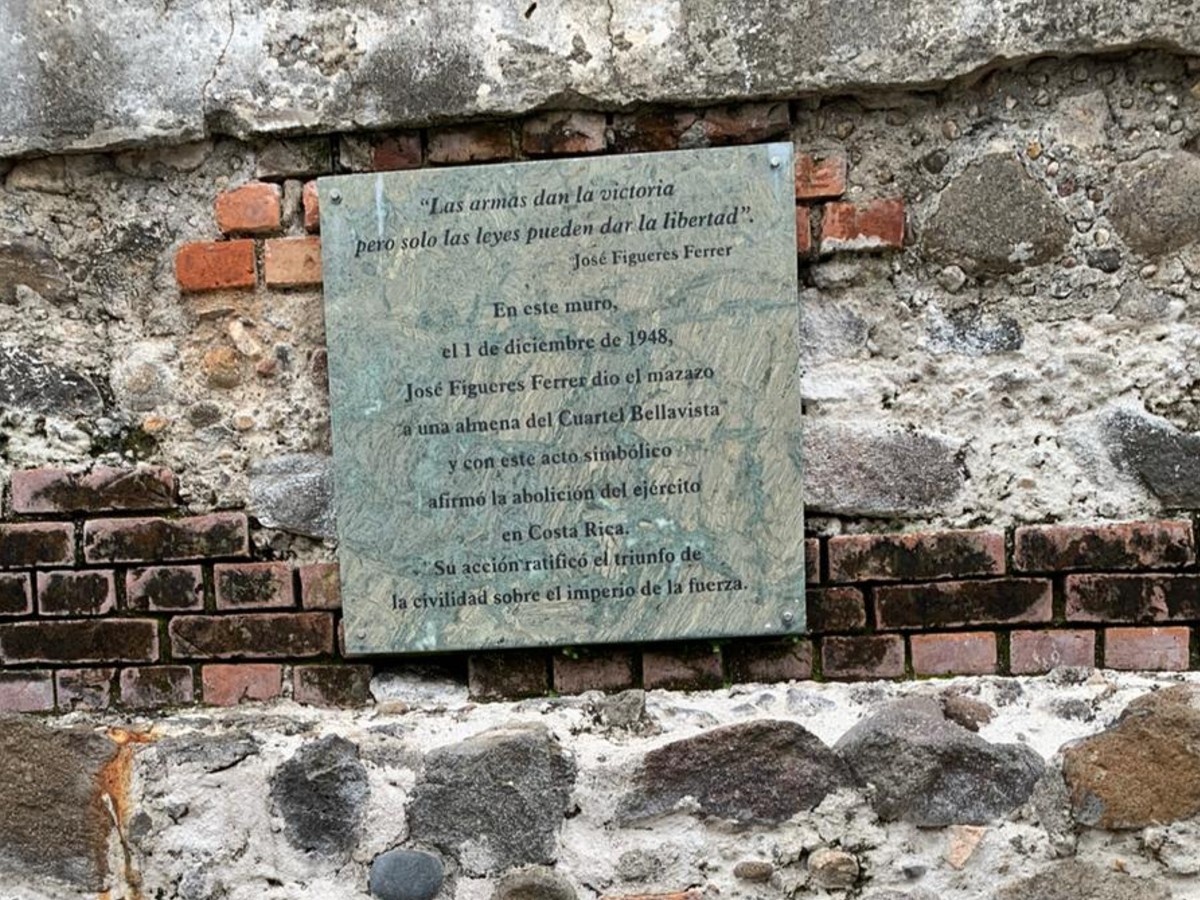 “Las armas dan la victoria
pero solo las leyes pueden dar la libertad”.
José Figueres Ferrer
En este muro,
el 1 de diciembre de 1948,
José Figueres Ferrer dio el mazazo
a una almena del Cuartel Bellavista
y con este acto simbólico
afirmó la abolición del ejército
en Costa Rica.
Su acción ratificó el triunfo de
la civilidad sobre el imperio de la fuerza.